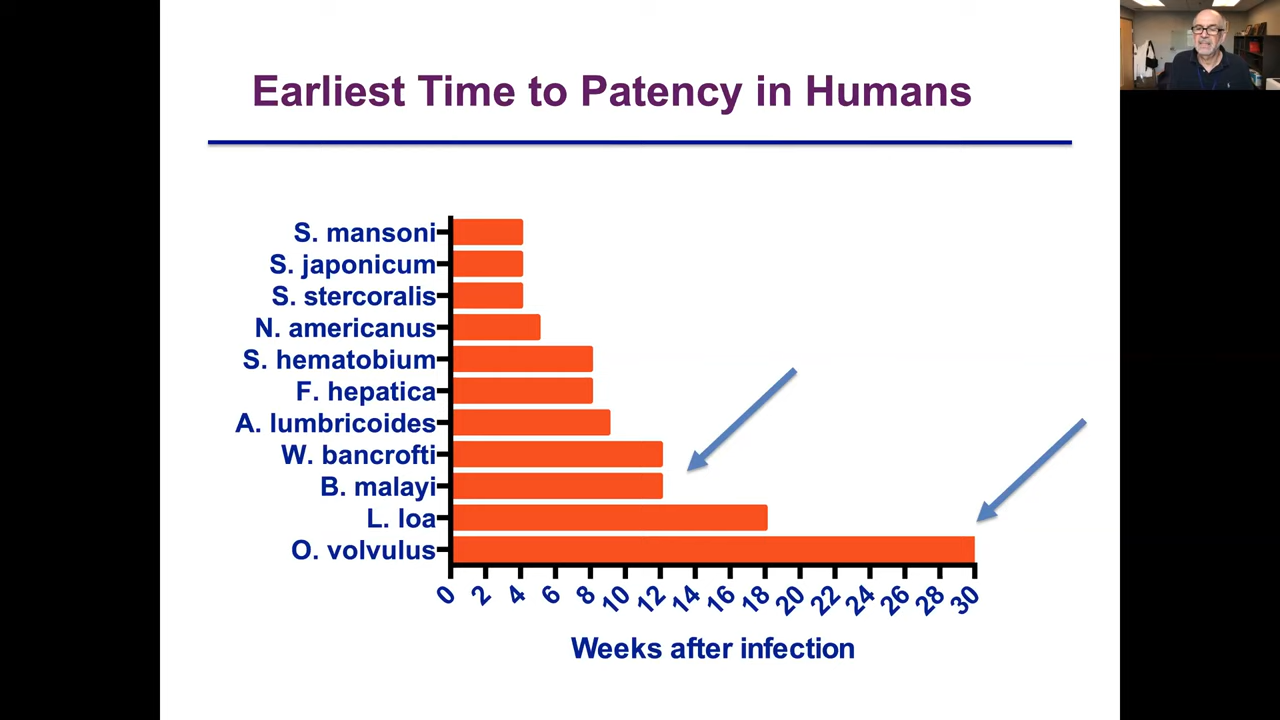 Earliest Time to Patency in Humans
S. mansoni
S. japonicum
S. stercoralis
N. americanus
S. hematobium
F. hepatica
A. lumbricoides
W. bancrofti
B. malayi
L. loa
O. volvulus
0 2 4 6 8 10 12 14 16 18 20 22 24 26 28 30
Weeks after infection